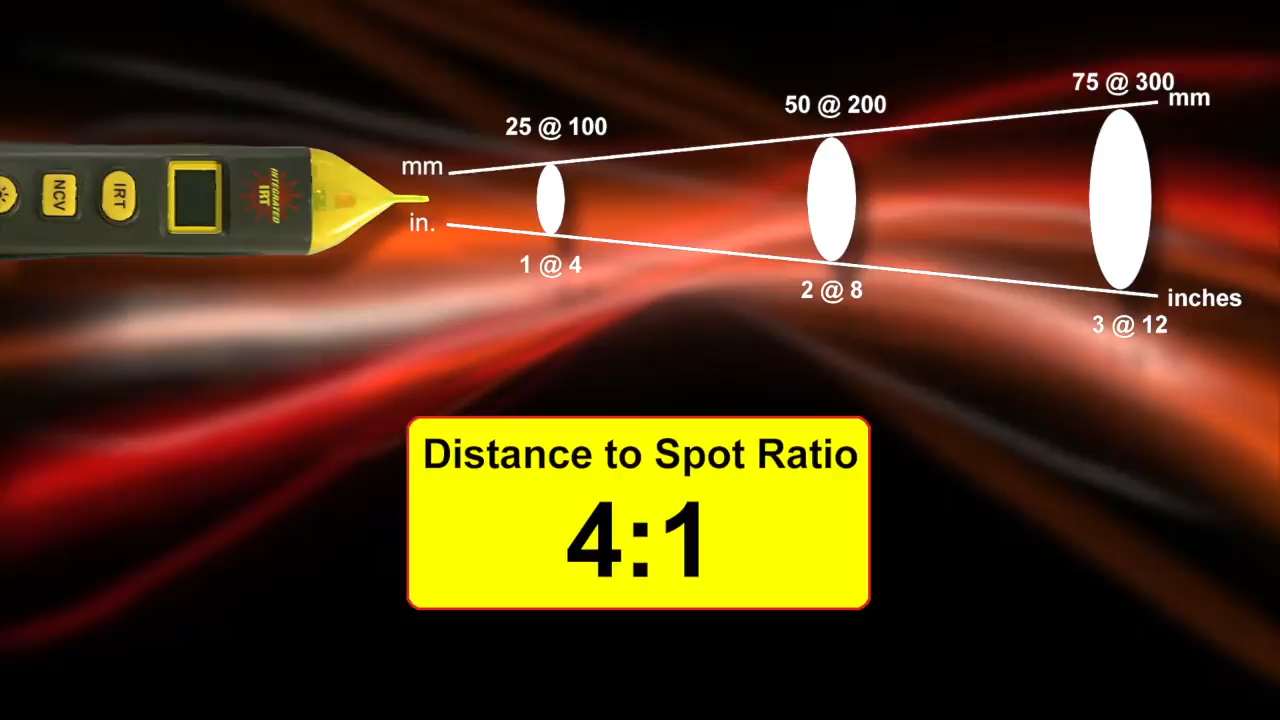 75 @ 300
mm
50 @ 200
25 @ 100
mm
NCV
IRT
INTEGRATED
IRT
in.
1 @ 4
2 @ 8
inches
3 @ 12
Distance to Spot Ratio
4:1